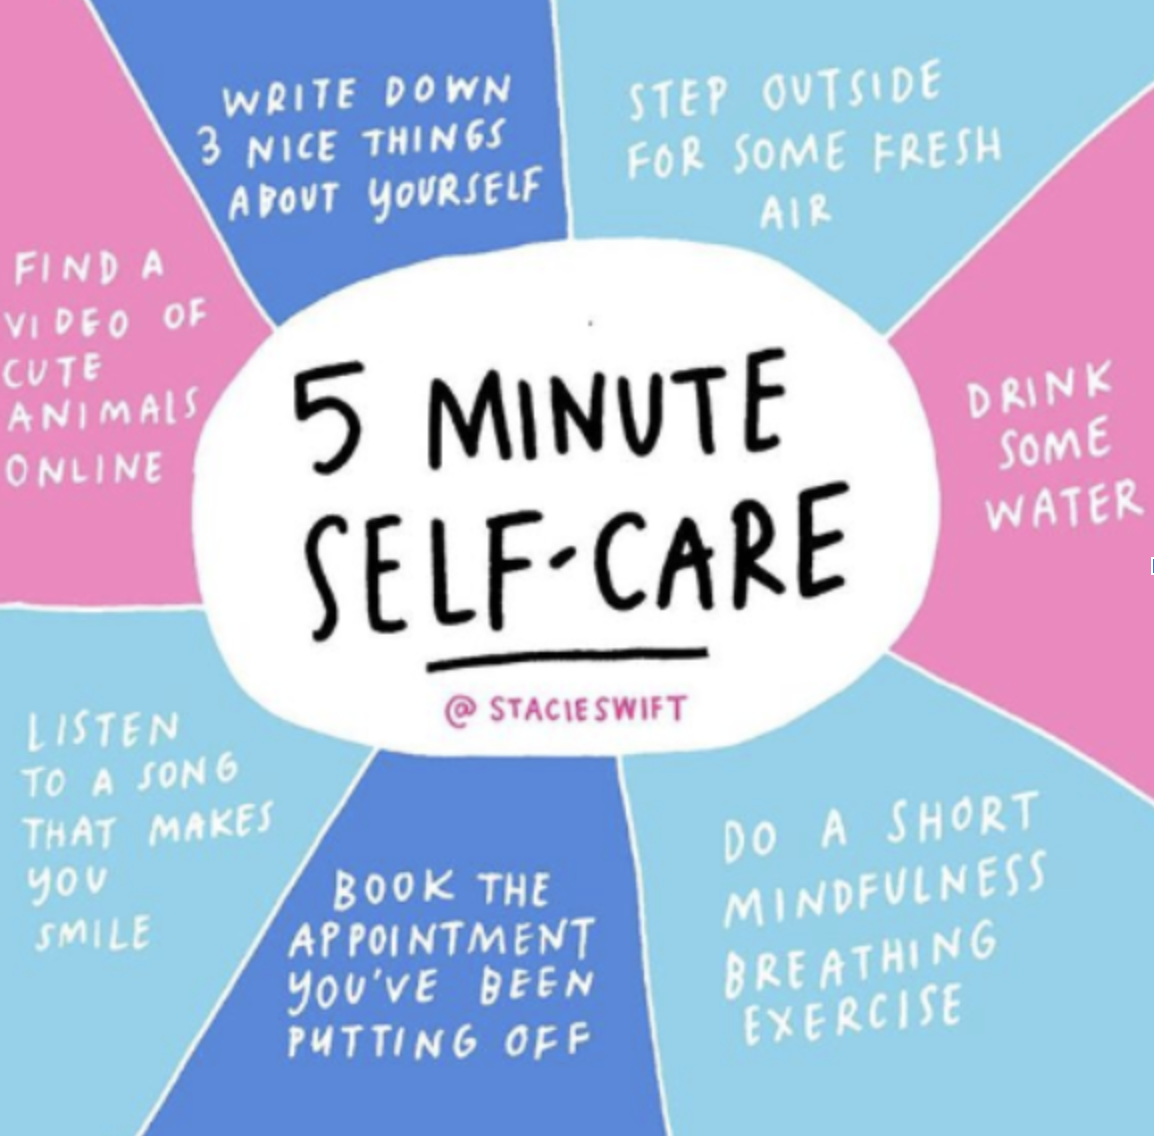 5 MINUTE
SELF-CARE
@STACIESWIFT
WRITE DOWN
3 NICE THINGS
ABOUT YOURSELF
STEP OUTSIDE
FOR SOME FRESH
AIR
DRINK
SOME
WATER
DO A SHORT
MINDFULNESS
BREATHING
EXERCISE
BOOK THE
APPOINTMENT
YOU'VE BEEN
PUTTING OFF
LISTEN
TO A SONG
THAT MAKES
YOU
SMILE
FIND A
VIDEO OF
CUTE
ANIMALS
ONLINE